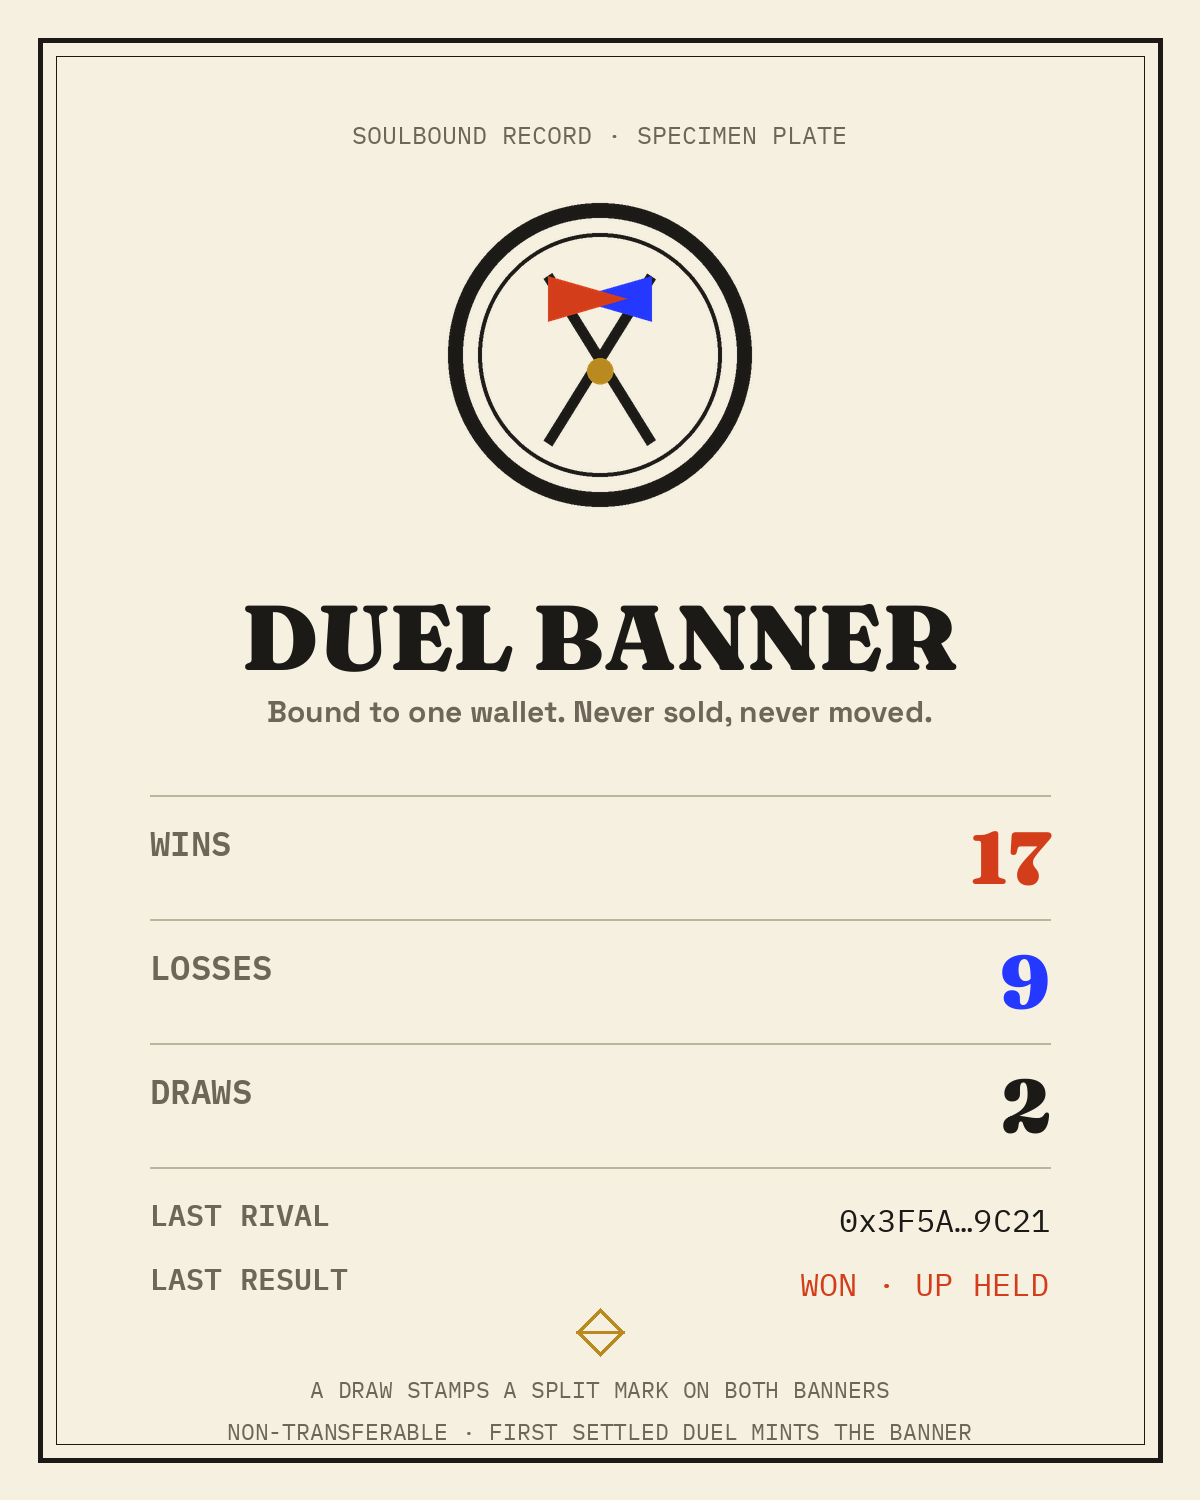 SOULBOUND RECORD · SPECIMEN PLATE
DUEL BANNER
Bound to one wallet. Never sold, never moved.
WINS 17
LOSSES 9
DRAWS 2
LAST RIVAL 0x3F5A…9C21
LAST RESULT WON · UP HELD
A DRAW STAMPS A SPLIT MARK ON BOTH BANNERS
NON-TRANSFERABLE · FIRST SETTLED DUEL MINTS THE BANNER